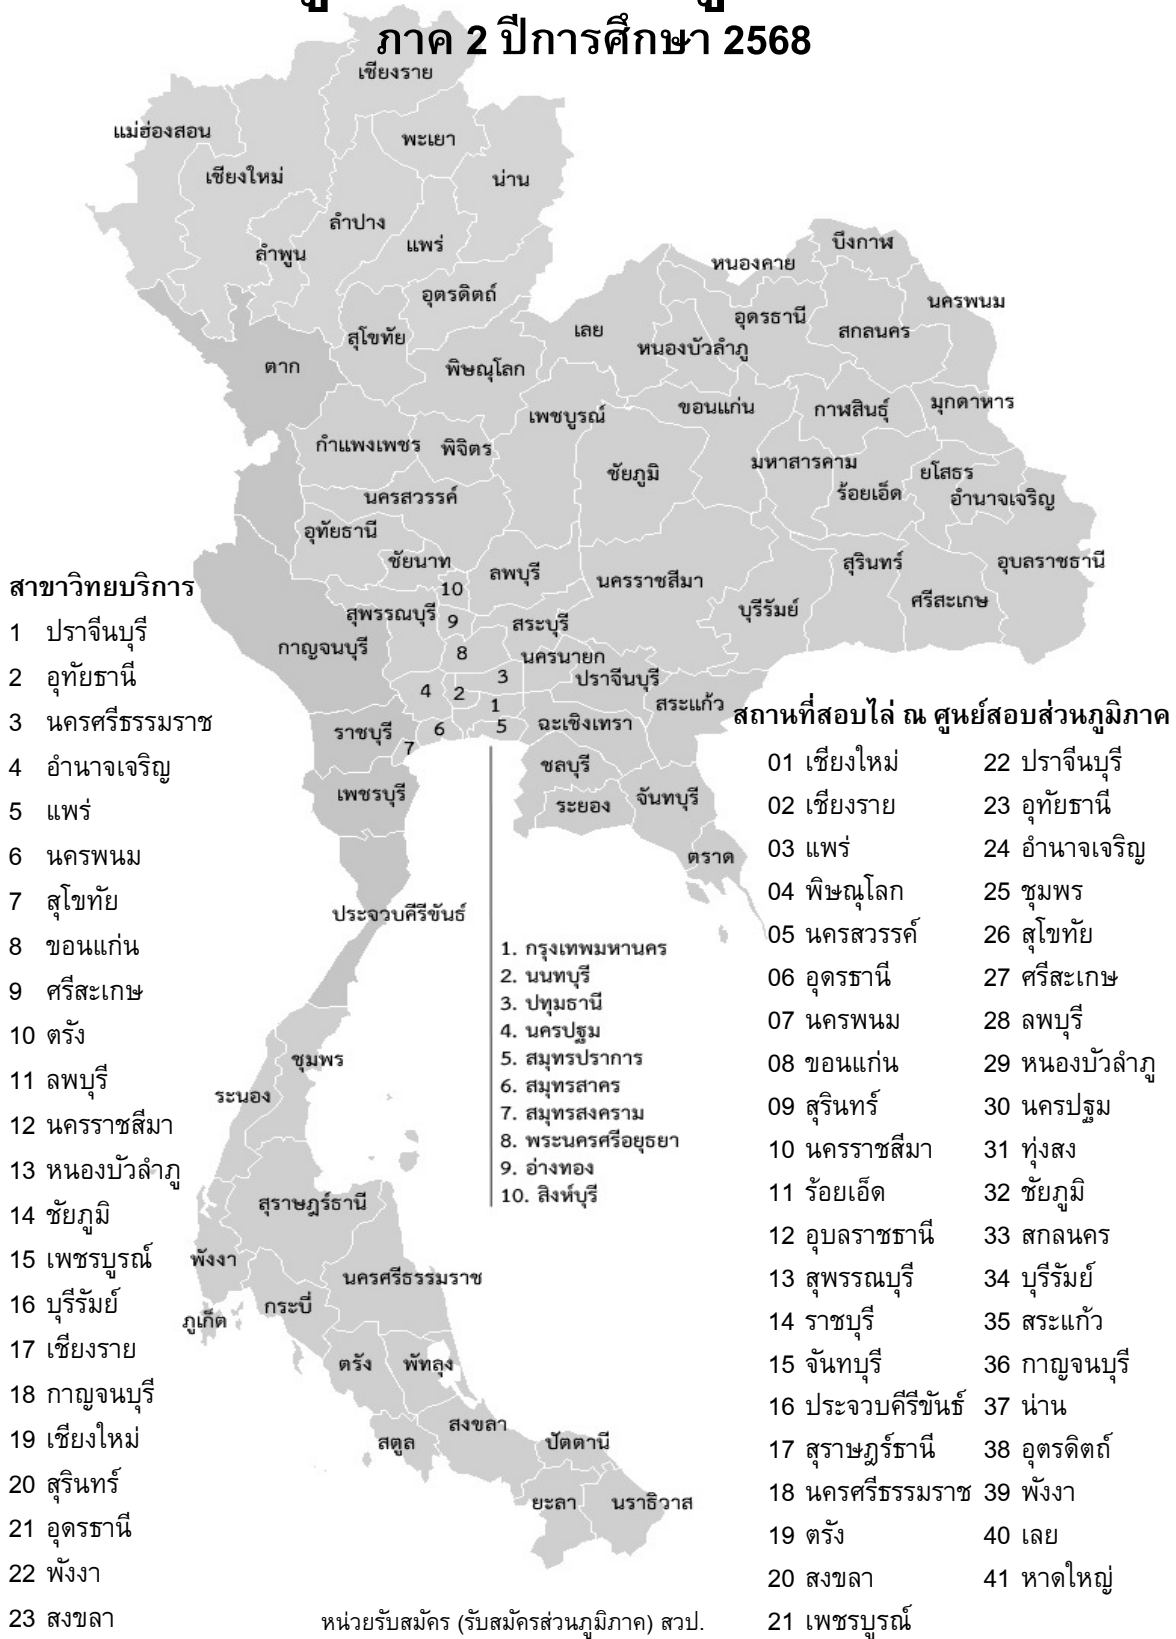 ภาค 2 ปีการศึกษา 2568
เชียงราย
แม่ฮ่องสอน
พะเยา
เชียงใหม่
น่าน
ลำปาง
แพร่
ลำพูน
บึงกาฬ
หนองคาย
อุตรดิตถ์
นครพนม
อุดรธานี
เลย
สกลนคร
สุโขทัย
หนองบัวลำภู
ตาก
พิษณุโลก
เพชบูรณ์
ขอนแก่น
กาฬสินธุ์
มุกดาหาร
กำแพงเพชร
พิจิตร
ชัยภูมิ
มหาสารคาม
ยโสธร
ร้อยเอ็ด
อำนาจเจริญ
นครสวรรค์
อุทัยธานี
ชัยนาท
ลพบุรี
นครราชสีมา
สุรินทร์
อุบลราชธานี
10
สุพรรณบุรี
9
สระบุรี
บุรีรัมย์
ศรีสะเกษ
กาญจนบุรี
8
นครนายก
3
ปราจีนบุรี
4
2
1
สระแก้ว
ราชบุรี
7
6
5
ฉะเชิงเทรา
ชลบุรี
เพชรบุรี
ระยอง
จันทบุรี
ตราด
ประจวบคีรีขันธ์
ชุมพร
ระนอง
สุราษฎร์ธานี
พังงา
นครศรีธรรมราช
กระบี่
ภูเก็ต
ตรัง
พัทลุง
สงขลา
สตูล
ปัตตานี
ยะลา
นราธิวาส
1. กรุงเทพมหานคร
2. นนทบุรี
3. ปทุมธานี
4. นครปฐม
5. สมุทรปราการ
6. สมุทรสาคร
7. สมุทรสงคราม
8. พระนครศรีอยุธยา
9. อ่างทอง
10. สิงห์บุรี
สาขาวิทยบริการ
1 ปราจีนบุรี
2 อุทัยธานี
3 นครศรีธรรมราช
4 อำนาจเจริญ
5 แพร่
6 นครพนม
7 สุโขทัย
8 ขอนแก่น
9 ศรีสะเกษ
10 ตรัง
11 ลพบุรี
12 นครราชสีมา
13 หนองบัวลำภู
14 ชัยภูมิ
15 เพชรบูรณ์
16 บุรีรัมย์
17 เชียงราย
18 กาญจนบุรี
19 เชียงใหม่
20 สุรินทร์
21 อุดรธานี
22 พังงา
23 สงขลา
สถานที่สอบไล่ ณ ศูนย์สอบส่วนภูมิภาค
01 เชียงใหม่
02 เชียงราย
03 แพร่
04 พิษณุโลก
05 นครสวรรค์
06 อุดรธานี
07 นครพนม
08 ขอนแก่น
09 สุรินทร์
10 นครราชสีมา
11 ร้อยเอ็ด
12 อุบลราชธานี
13 สุพรรณบุรี
14 ราชบุรี
15 จันทบุรี
16 ประจวบคีรีขันธ์
17 สุราษฎร์ธานี
18 นครศรีธรรมราช
19 ตรัง
20 สงขลา
21 เพชรบูรณ์
22 ปราจีนบุรี
23 อุทัยธานี
24 อำนาจเจริญ
25 ชุมพร
26 สุโขทัย
27 ศรีสะเกษ
28 ลพบุรี
29 หนองบัวลำภู
30 นครปฐม
31 ทุ่งสง
32 ชัยภูมิ
33 สกลนคร
34 บุรีรัมย์
35 สระแก้ว
36 กาญจนบุรี
37 น่าน
38 อุตรดิตถ์
39 พังงา
40 เลย
41 หาดใหญ่
หน่วยรับสมัคร (รับสมัครส่วนภูมิภาค) สวป.